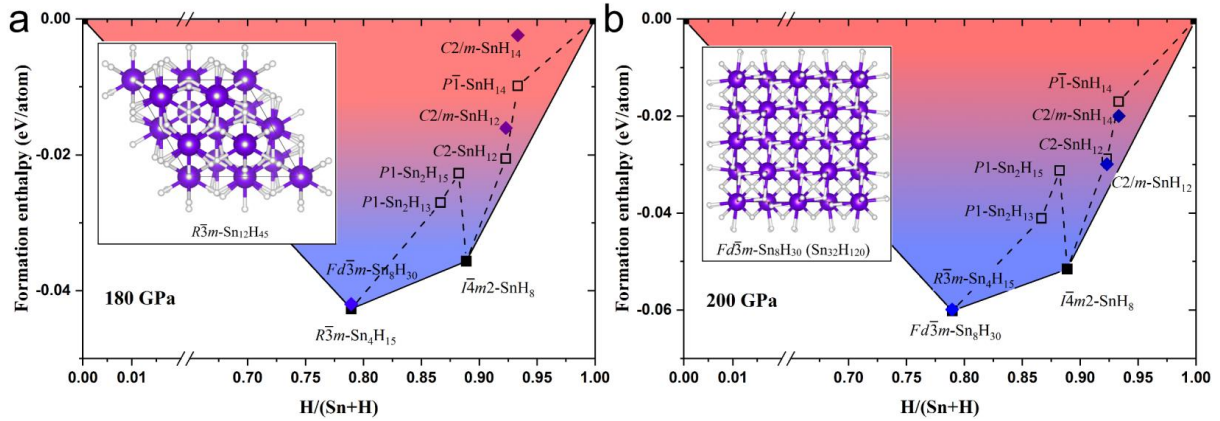 a
Formation enthalpy (eV/atom)
0.00
-0.02
-0.04
C2/m-SnH₁₄
P1̅-SnH₁₄
C2/m-SnH₁₂
C2-SnH₁₂
P1-Sn₂H₁₅
P1-Sn₂H₁₃
R3̅m-Sn₁₂H₄₅
Fd3̅m-Sn₈H₃₀
180 GPa
I4̅m2-SnH₈
R3̅m-Sn₄H₁₅
0.00 0.01 0.70 0.75 0.80 0.85 0.90 0.95 1.00
H/(Sn+H)
b
Formation enthalpy (eV/atom)
0.00
-0.02
-0.04
-0.06
P1̅-SnH₁₄
C2/m-SnH₁₄
C2-SnH₁₂
P1-Sn₂H₁₅
C2/m-SnH₁₂
P1-Sn₂H₁₃
Fd3̅m-Sn₈H₃₀ (Sn₃₂H₁₂₀)
R3̅m-Sn₄H₁₅
200 GPa
I4̅m2-SnH₈
Fd3̅m-Sn₈H₃₀
0.00 0.01 0.70 0.75 0.80 0.85 0.90 0.95 1.00
H/(Sn+H)